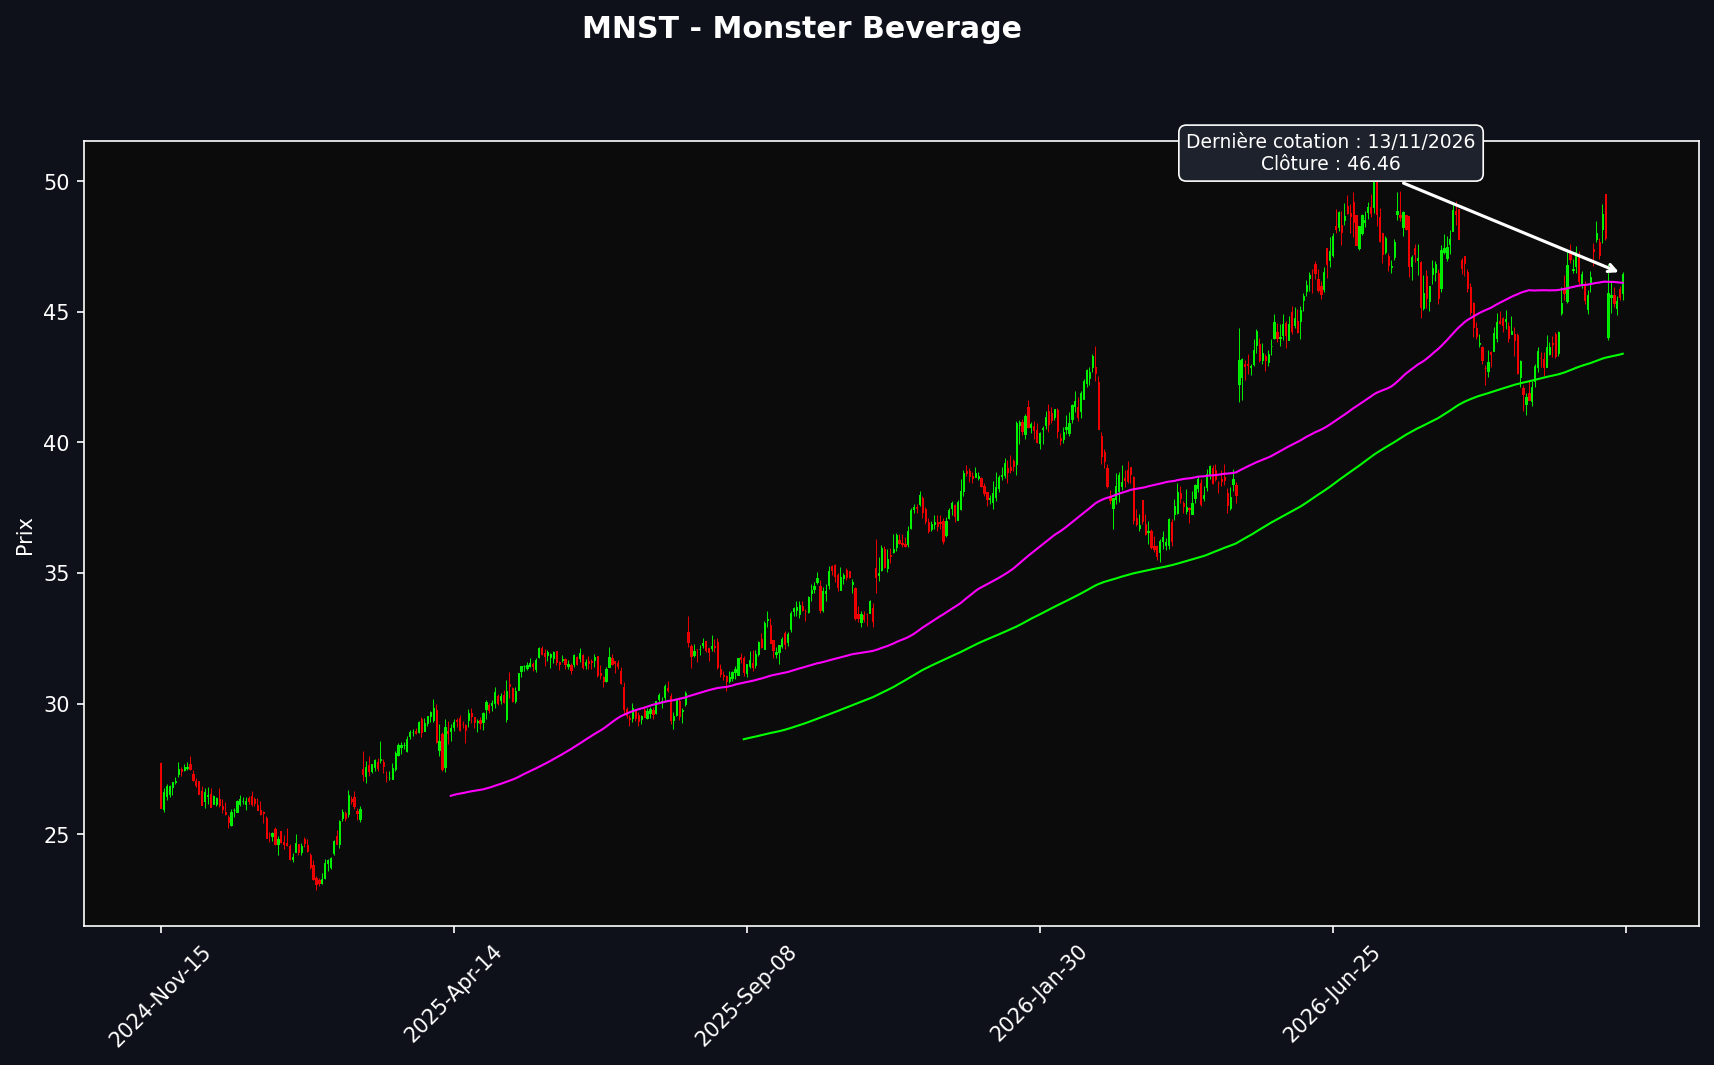 MNST - Monster Beverage
Dernière cotation : 13/11/2026
Clôture : 46.46
Prix
50
45
40
35
30
25
2024-Nov-15
2025-Apr-14
2025-Sep-08
2026-Jan-30
2026-Jun-25